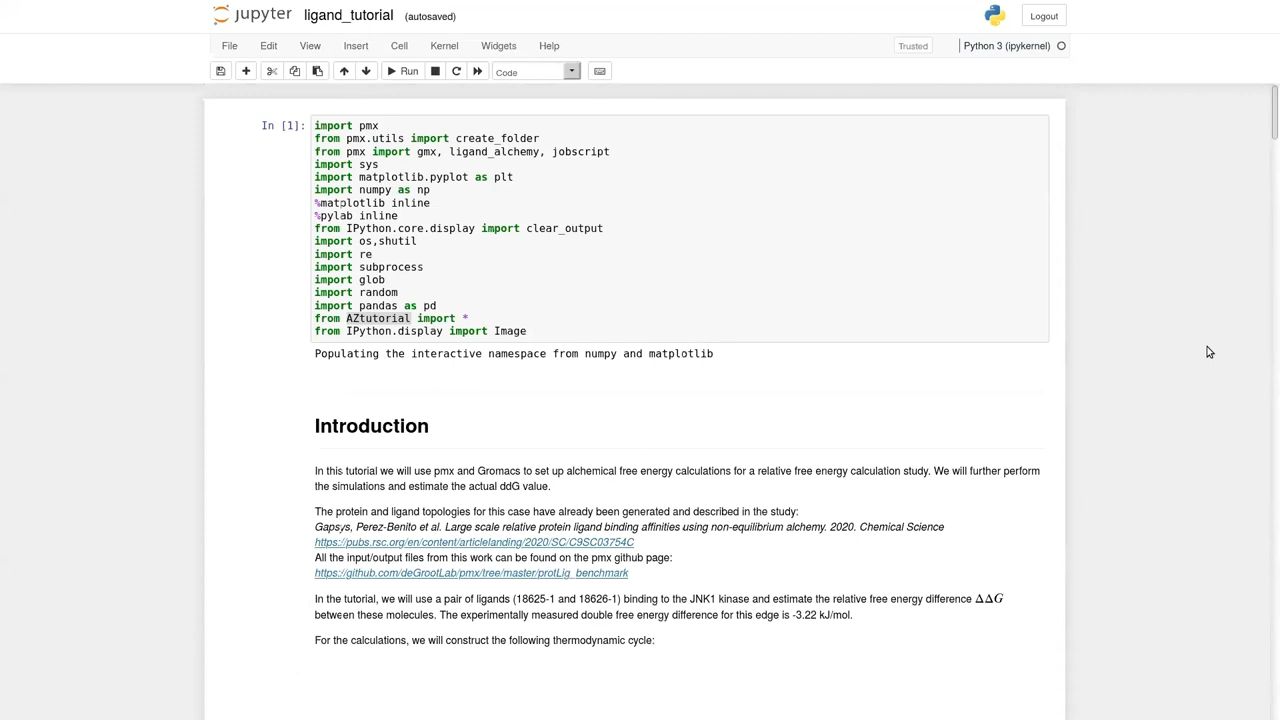 jupyter ligand_tutorial (autosaved) Logout
File Edit View Insert Cell Kernel Widgets Help Trusted Python 3 (ipykernel)
Run Code
In [1]: import pmx
from pmx.utils import create_folder
from pmx import gmx, ligand_alchemy, jobscript
import sys
import matplotlib.pyplot as plt
import numpy as np
%matplotlib inline
%pylab inline
from IPython.core.display import clear_output
import os,shutil
import re
import subprocess
import glob
import random
import pandas as pd
from AZtutorial import *
from IPython.display import Image
Populating the interactive namespace from numpy and matplotlib
Introduction
In this tutorial we will use pmx and Gromacs to set up alchemical free energy calculations for a relative free energy calculation study. We will further perform
the simulations and estimate the actual ddG value.
The protein and ligand topologies for this case have already been generated and described in the study:
Gapsys, Perez-Benito et al. Large scale relative protein ligand binding affinities using non-equilibrium alchemy. 2020. Chemical Science
https://pubs.rsc.org/en/content/articlelanding/2020/SC/C9SC03754C
All the input/output files from this work can be found on the pmx github page:
https://github.com/deGrootLab/pmx/tree/master/protLig_benchmark
In the tutorial, we will use a pair of ligands (18625-1 and 18626-1) binding to the JNK1 kinase and estimate the relative free energy difference ΔΔG
between these molecules. The experimentally measured double free energy difference for this edge is -3.22 kJ/mol.
For the calculations, we will construct the following thermodynamic cycle: